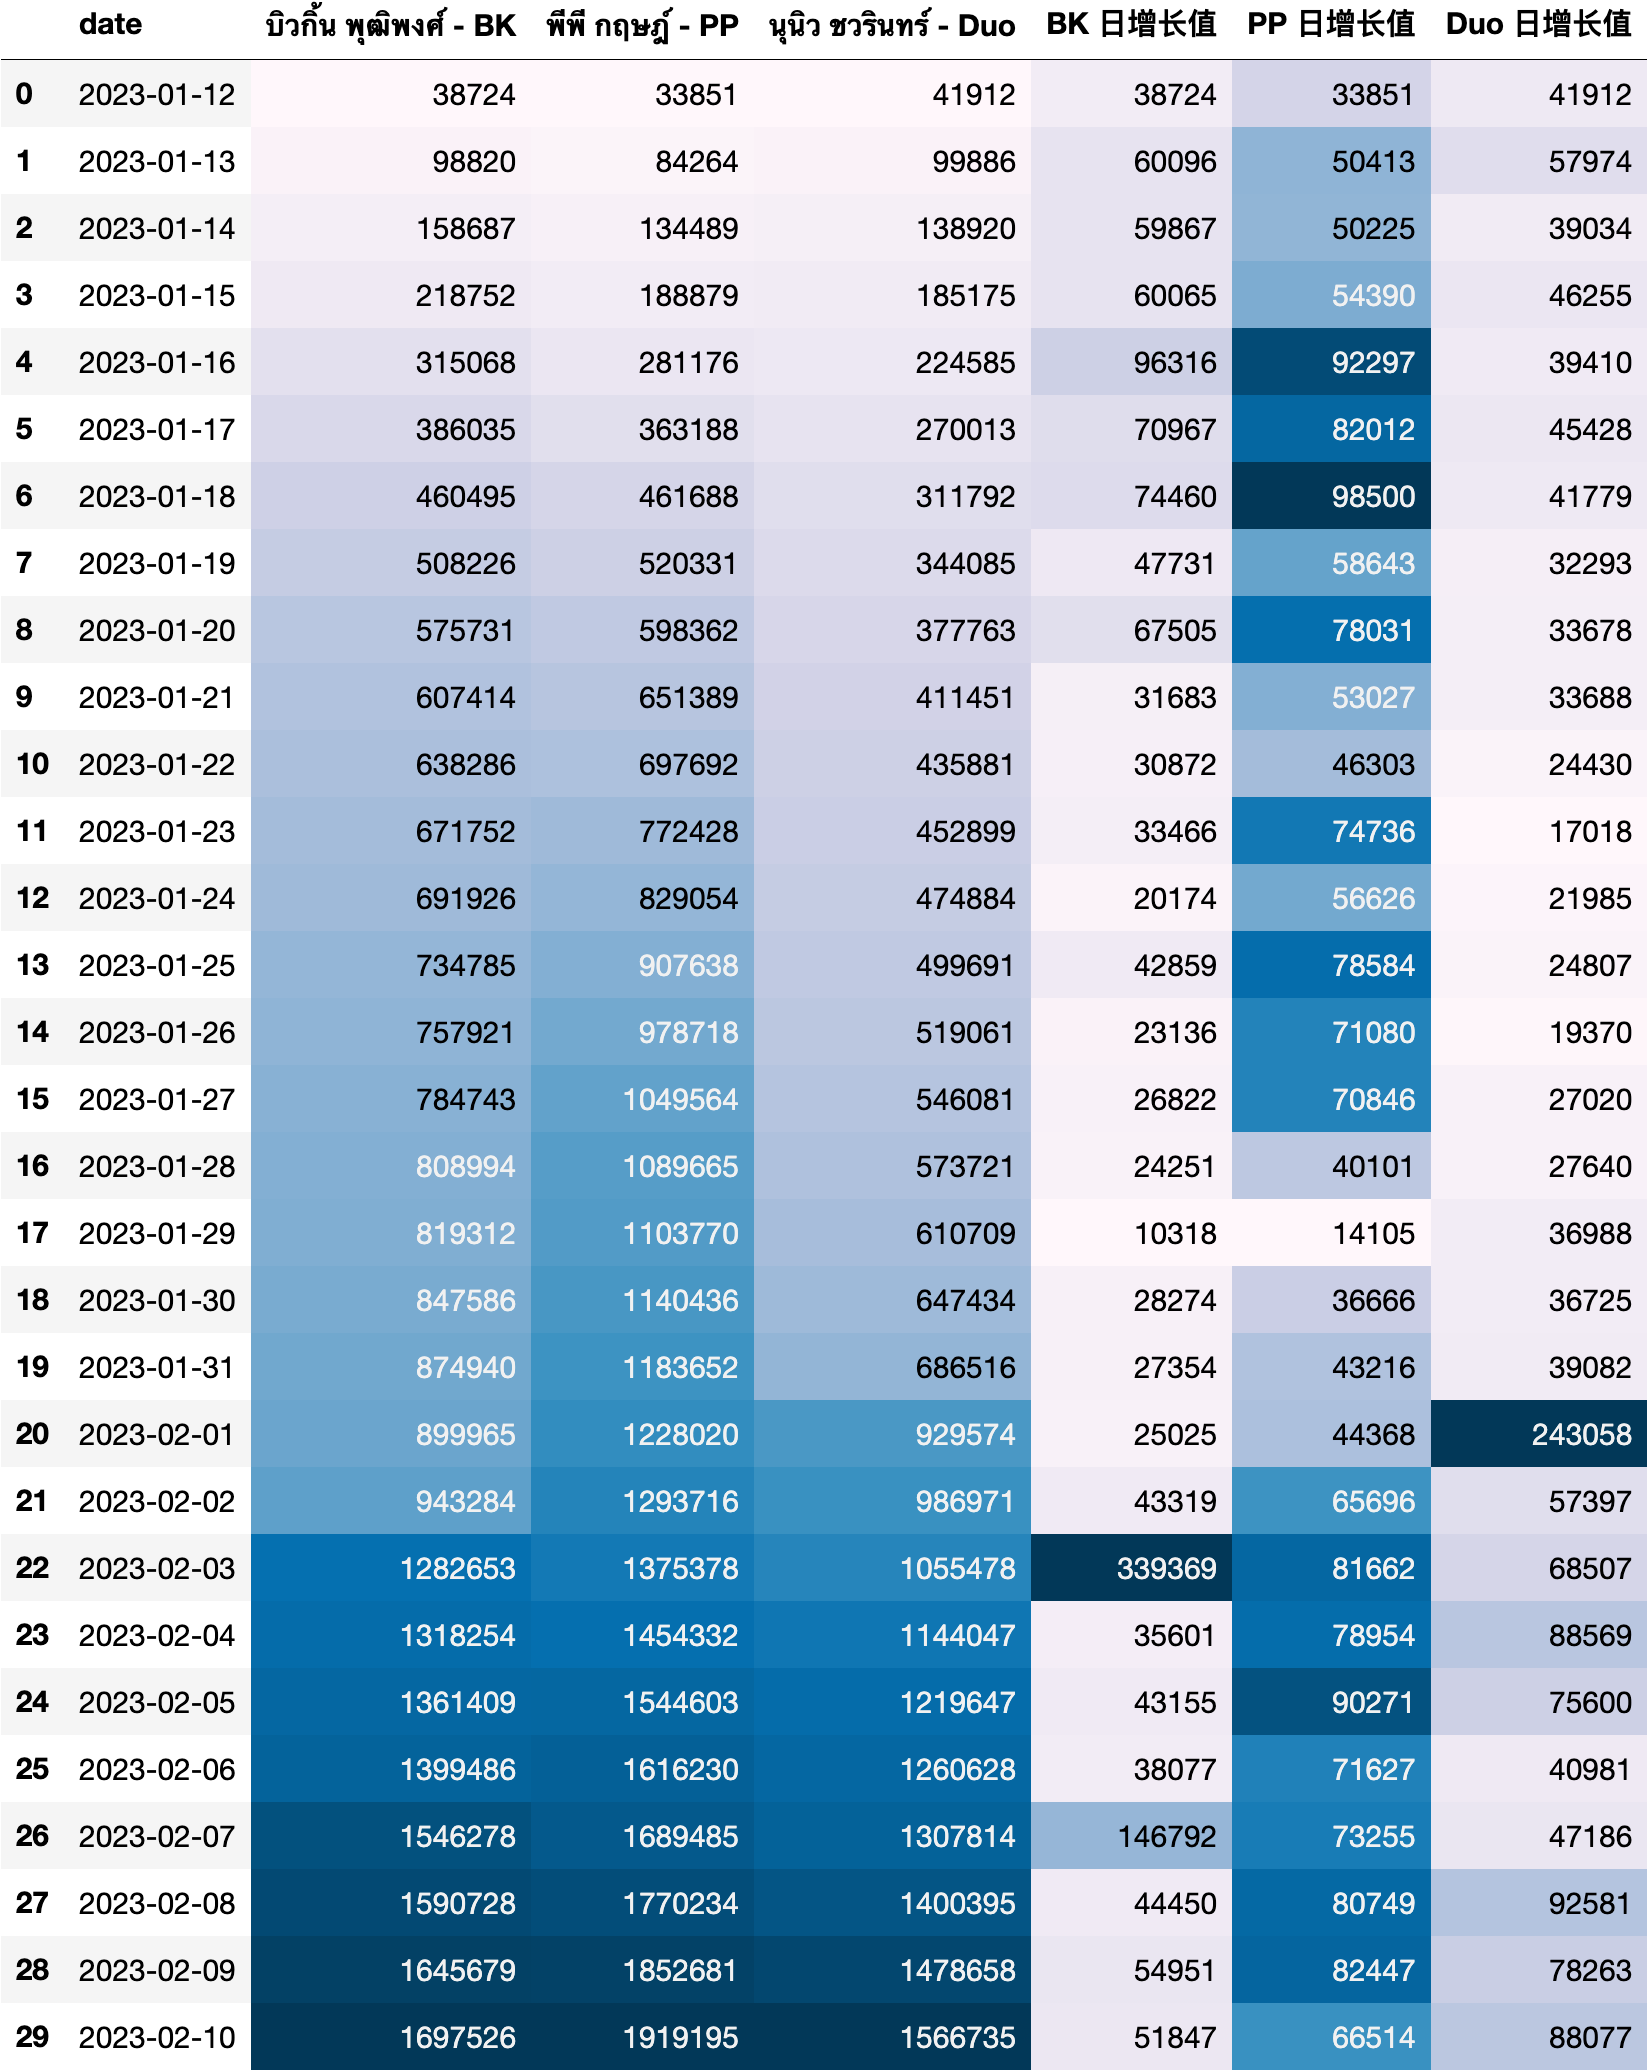 date บิวกิ้น พุฒิพงศ์ - BK พีพี กฤษฎ์ - PP นุนิว ชวรินทร์ - Duo BK 日增长值 PP 日增长值 Duo 日增长值
0 2023-01-12 38724 33851 41912 38724 33851 41912
1 2023-01-13 98820 84264 99886 60096 50413 57974
2 2023-01-14 158687 134489 138920 59867 50225 39034
3 2023-01-15 218752 188879 185175 60065 54390 46255
4 2023-01-16 315068 281176 224585 96316 92297 39410
5 2023-01-17 386035 363188 270013 70967 82012 45428
6 2023-01-18 460495 461688 311792 74460 98500 41779
7 2023-01-19 508226 520331 344085 47731 58643 32293
8 2023-01-20 575731 598362 377763 67505 78031 33678
9 2023-01-21 607414 651389 411451 31683 53027 33688
10 2023-01-22 638286 697692 435881 30872 46303 24430
11 2023-01-23 671752 772428 452899 33466 74736 17018
12 2023-01-24 691926 829054 474884 20174 56626 21985
13 2023-01-25 734785 907638 499691 42859 78584 24807
14 2023-01-26 757921 978718 519061 23136 71080 19370
15 2023-01-27 784743 1049564 546081 26822 70846 27020
16 2023-01-28 808994 1089665 573721 24251 40101 27640
17 2023-01-29 819312 1103770 610709 10318 14105 36988
18 2023-01-30 847586 1140436 647434 28274 36666 36725
19 2023-01-31 874940 1183652 686516 27354 43216 39082
20 2023-02-01 899965 1228020 929574 25025 44368 243058
21 2023-02-02 943284 1293716 986971 43319 65696 57397
22 2023-02-03 1282653 1375378 1055478 339369 81662 68507
23 2023-02-04 1318254 1454332 1144047 35601 78954 88569
24 2023-02-05 1361409 1544603 1219647 43155 90271 75600
25 2023-02-06 1399486 1616230 1260628 38077 71627 40981
26 2023-02-07 1546278 1689485 1307814 146792 73255 47186
27 2023-02-08 1590728 1770234 1400395 44450 80749 92581
28 2023-02-09 1645679 1852681 1478658 54951 82447 78263
29 2023-02-10 1697526 1919195 1566735 51847 66514 88077